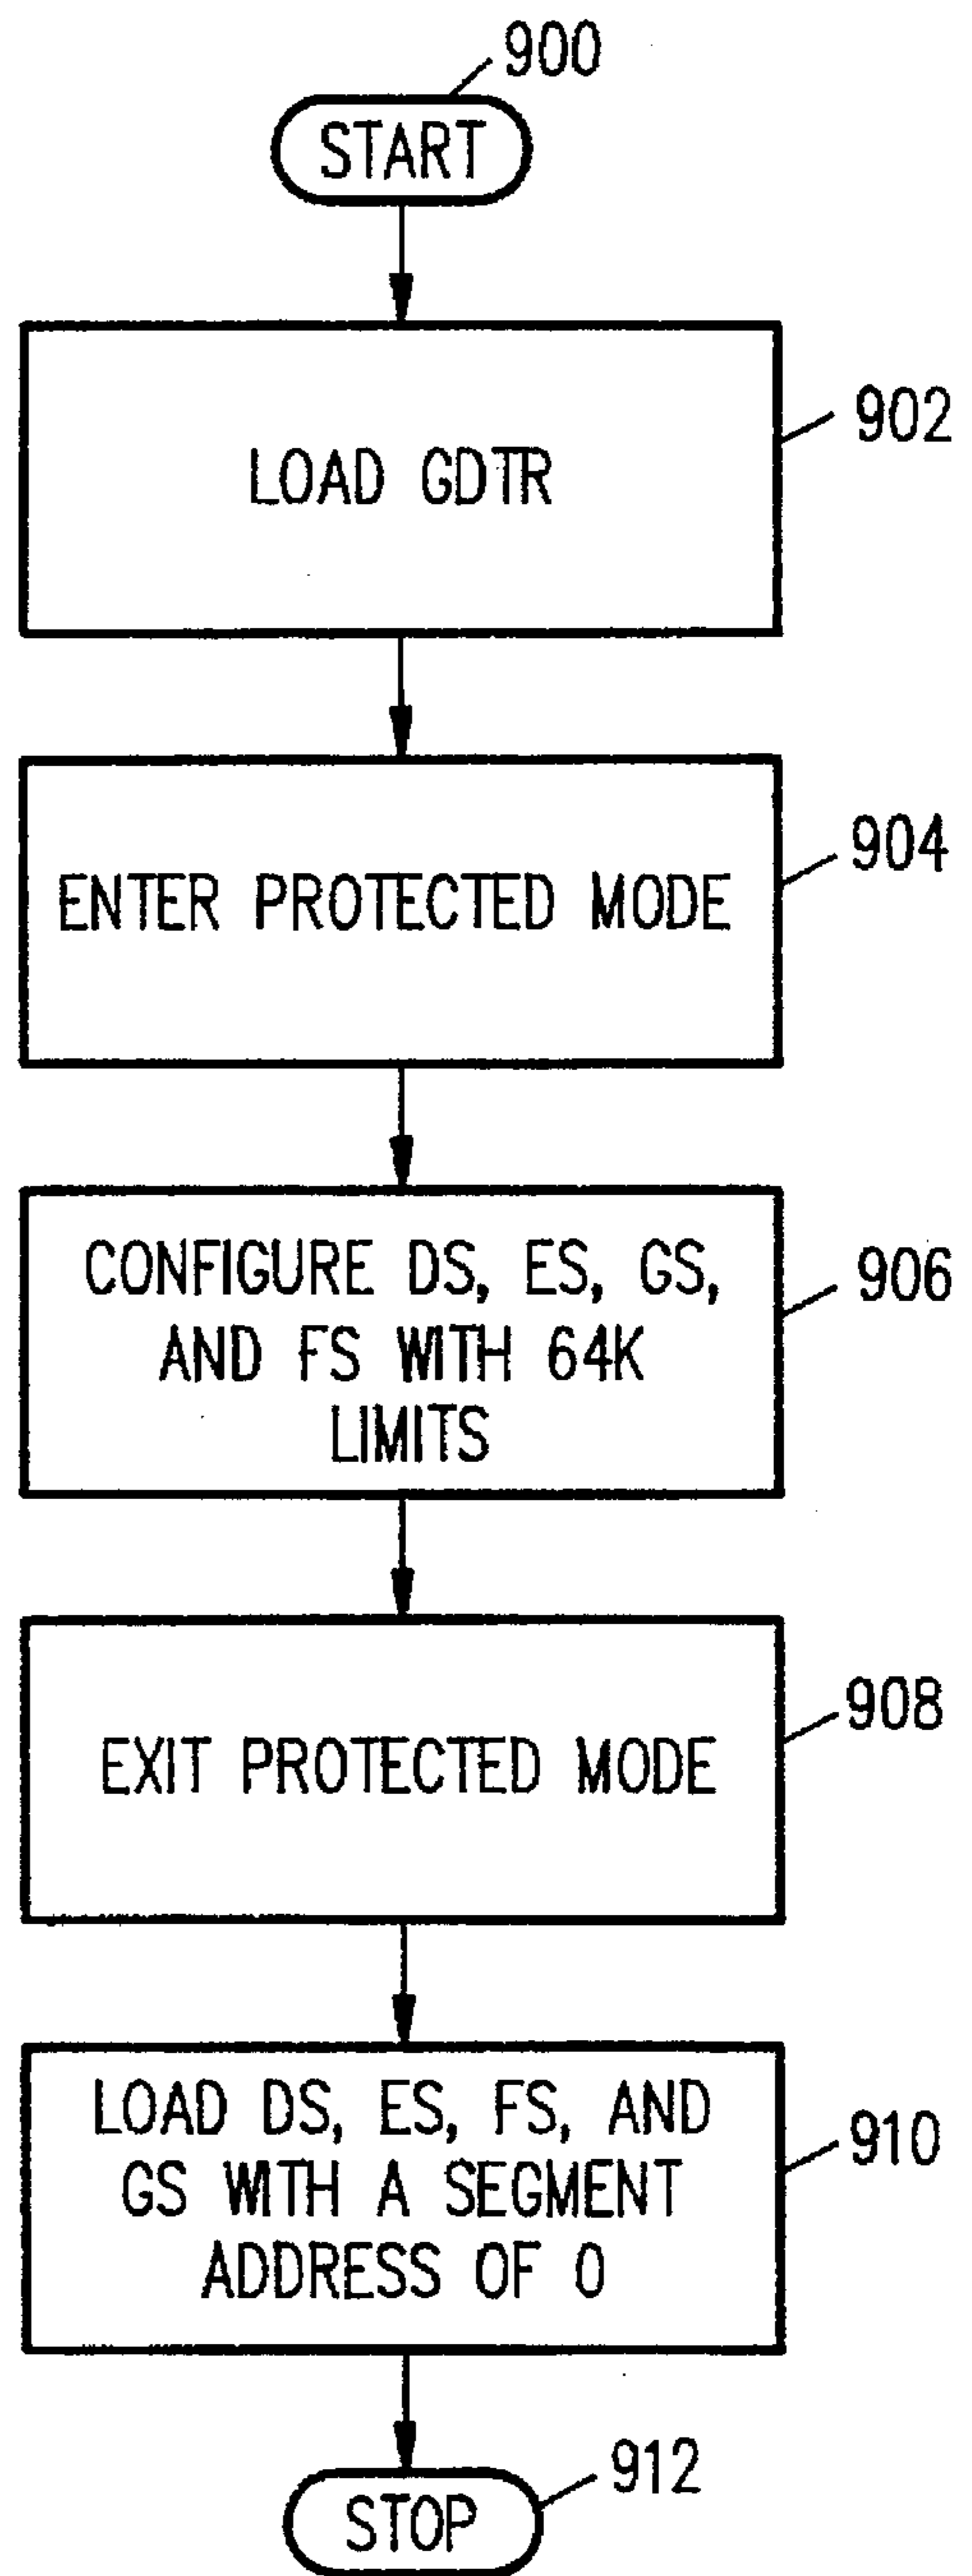 900
START
902
LOAD GDTR
904
ENTER PROTECTED MODE
CONFIGURE DS, ES, GS,
906
AND FS WITH 64K
LIMITS
908
EXIT PROTECTED MODE
LOAD DS, ES, FS, AND
910
GS WITH A SEGMENT
ADDRESS OF 0
912
STOP